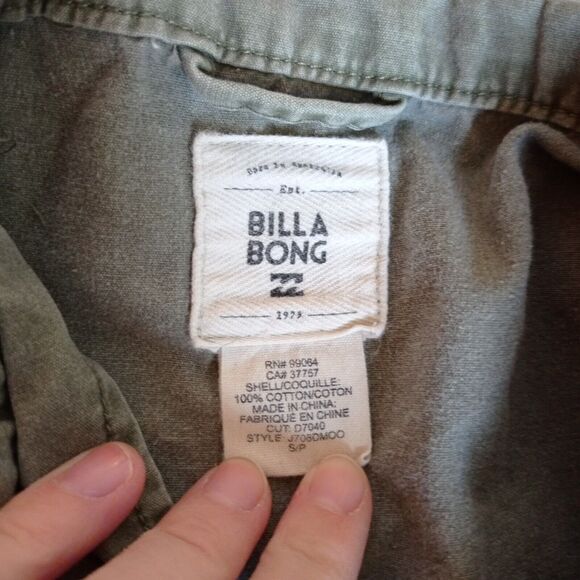 Born in Australia
Est.
BILLA
BONG
1973
RN# 99064
CA# 37757
SHELL/COQUILLE:
100% COTTON/COTON
MADE IN CHINA:
FABRIQUÉ EN CHINE
CUT: D7040
STYLE: J706DMOO
S/P